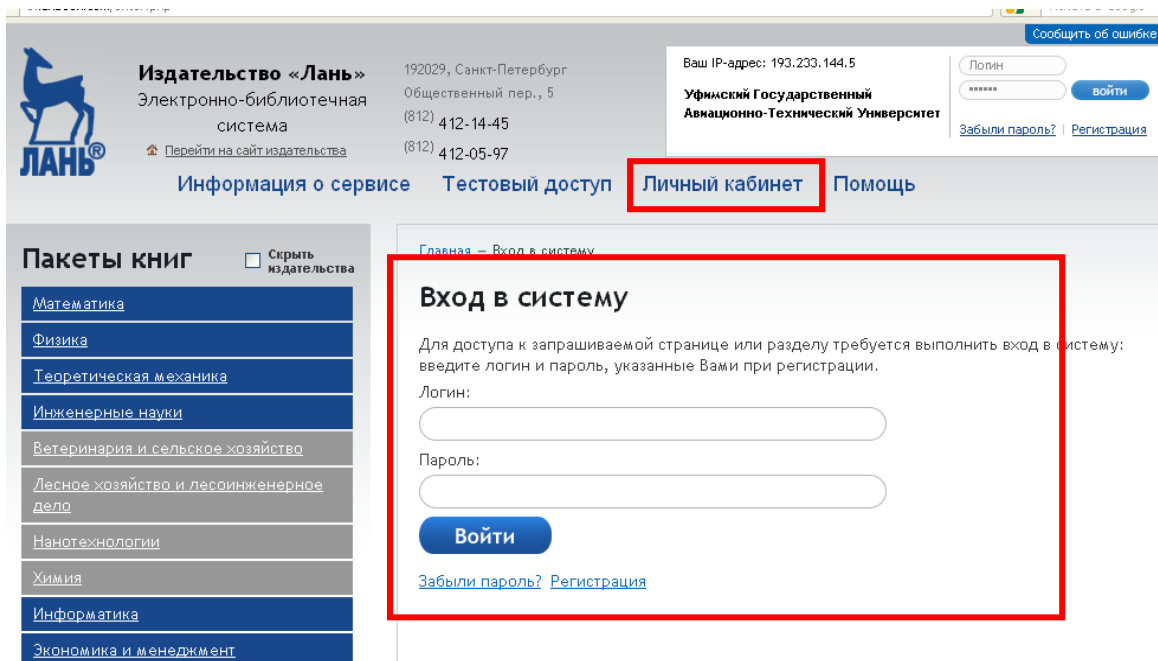 Сообщить об ошибке
ЛАНЬ®
Издательство «Лань»
Электронно-библиотечная
система
Перейти на сайт издательства
192029, Санкт-Петербург
Общественный пер., 5
(812) 412-14-45
(812) 412-05-97
Ваш IP-адрес: 193.233.144.5
Уфимский Государственный
Авиационно-Технический Университет
Логин
••••••
войти
Забыли пароль? | Регистрация
Информация о сервисе Тестовый доступ Личный кабинет Помощь
Пакеты книг
Скрыть
издательства
Математика
Физика
Теоретическая механика
Инженерные науки
Ветеринария и сельское хозяйство
Лесное хозяйство и лесоинженерное
дело
Нанотехнологии
Химия
Информатика
Экономика и менеджмент
Главная – Вход в систему
Вход в систему
Для доступа к запрашиваемой странице или разделу требуется выполнить вход в систему:
введите логин и пароль, указанные Вами при регистрации.
Логин:
Пароль:
Войти
Забыли пароль? Регистрация